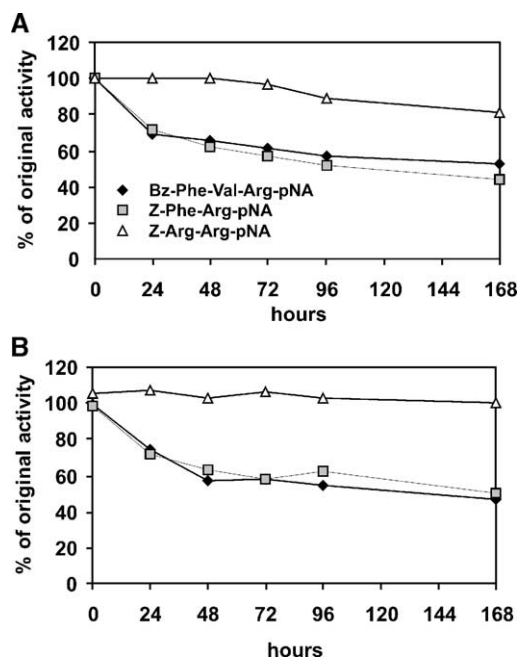 A
% of original activity
120
100
80
60
40
20
0
Bz-Phe-Val-Arg-pNA
Z-Phe-Arg-pNA
Z-Arg-Arg-pNA
0 24 48 72 96 120 144 168
hours
B
% of original activity
120
100
80
60
40
20
0
0 24 48 72 96 120 144 168
hours